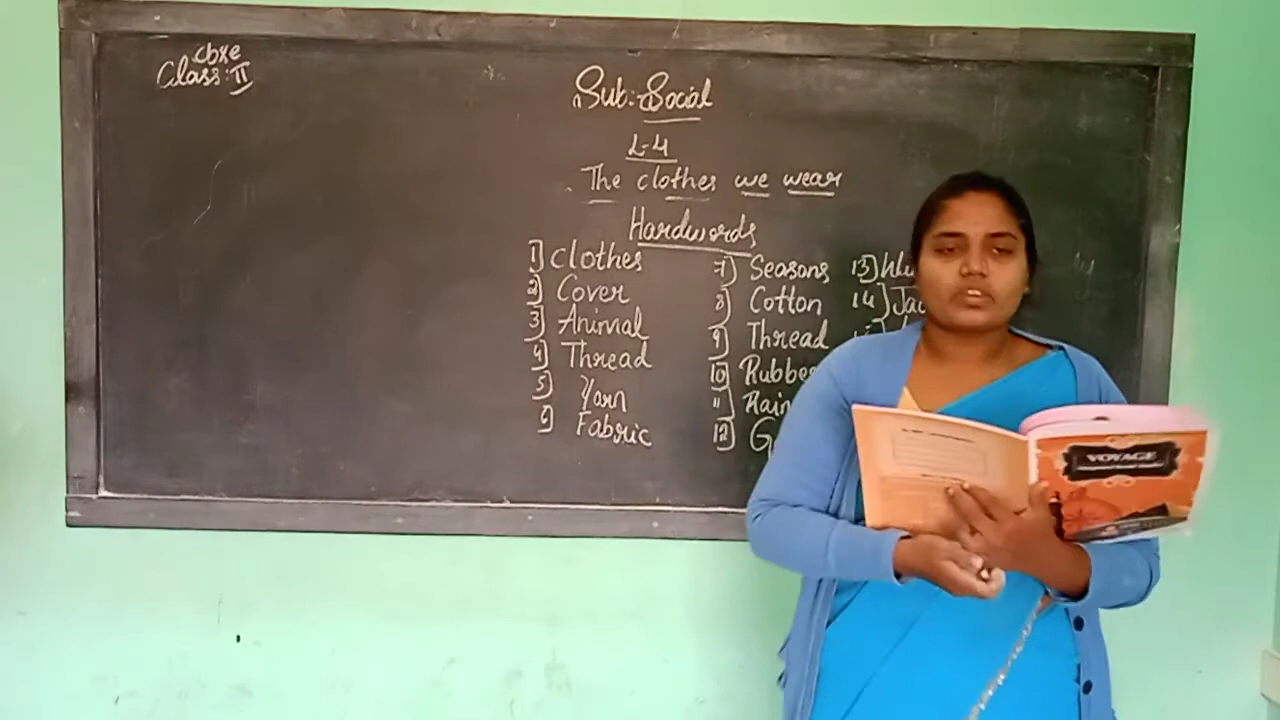 cbse
Class:-II
Sub:-Social
L-4
The clothes we wear
Hardwords
1] Clothes
2] Cover
3] Animal
4] Thread
5] Yarn
6] Fabric
7] Seasons
8] Cotton
9] Thread
10] Rubbe
11] Rain
12] G
13]
14] Ja
VOYAGE